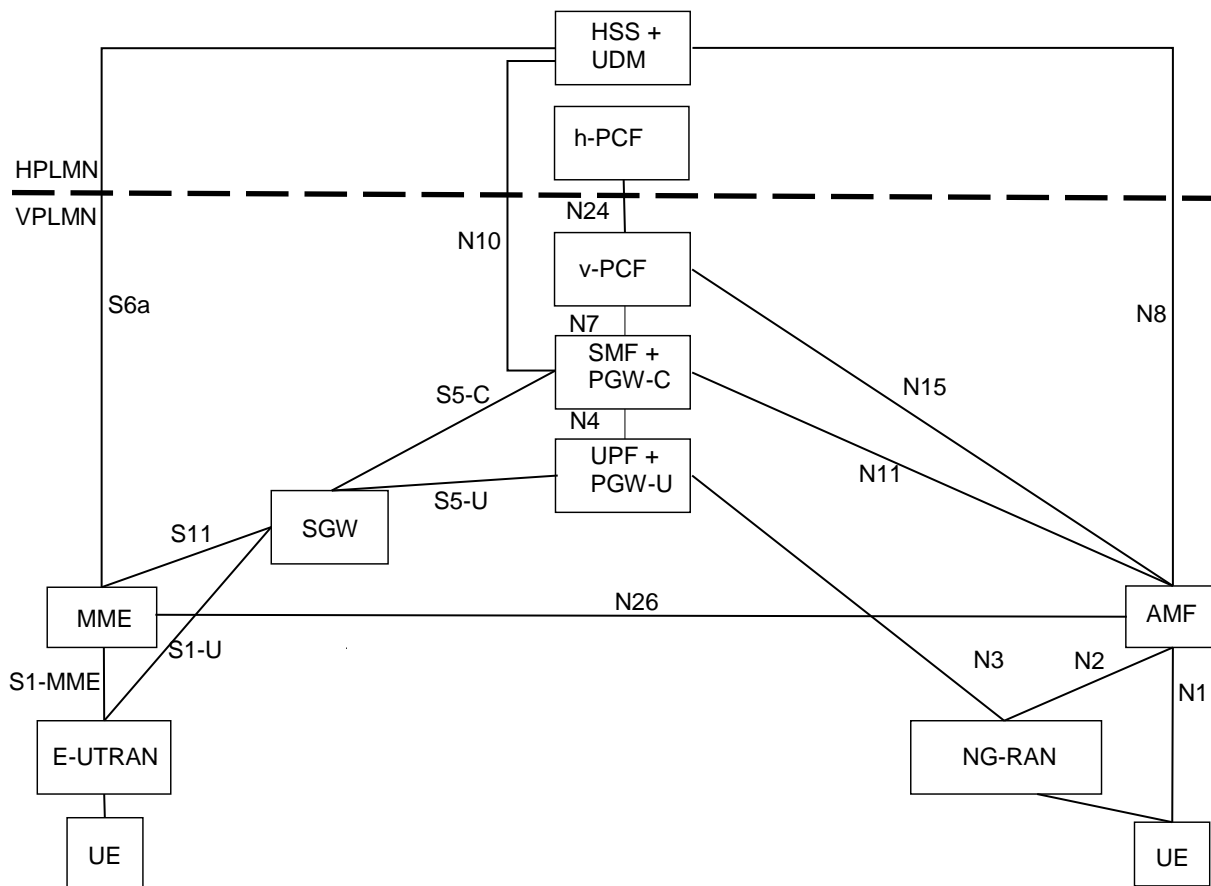 HSS +
UDM
h-PCF
HPLMN
VPLMN
N24
N10
v-PCF
S6a
N8
N7
SMF +
PGW-C
S5-C
N15
N4
UPF +
PGW-U
N11
S5-U
SGW
S11
N26
MME
AMF
S1-U
N3
N2
S1-MME
N1
E-UTRAN
NG-RAN
UE
UE